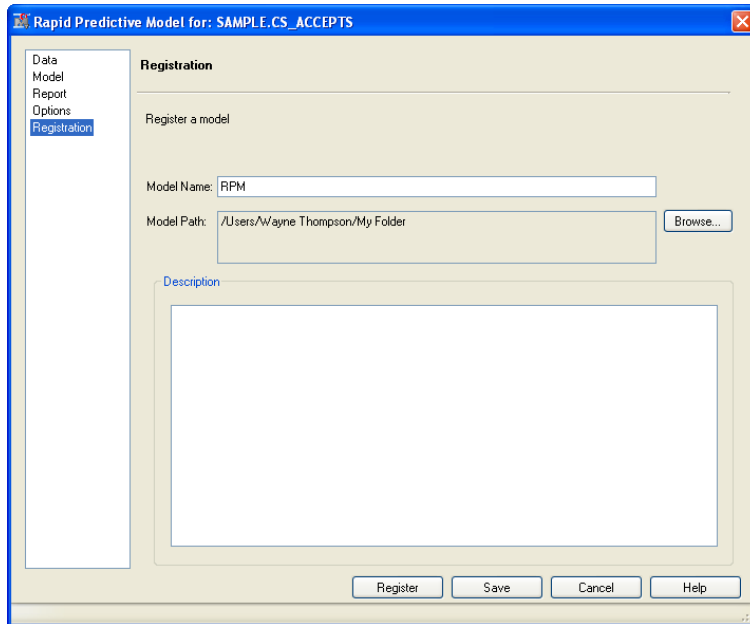 Rapid Predictive Model for: SAMPLE.CS_ACCEPTS
Data
Model
Report
Options
Registration
Registration
Register a model
Model Name: RPM
Model Path: /Users/Wayne Thompson/My Folder Browse...
Description
Register Save Cancel Help